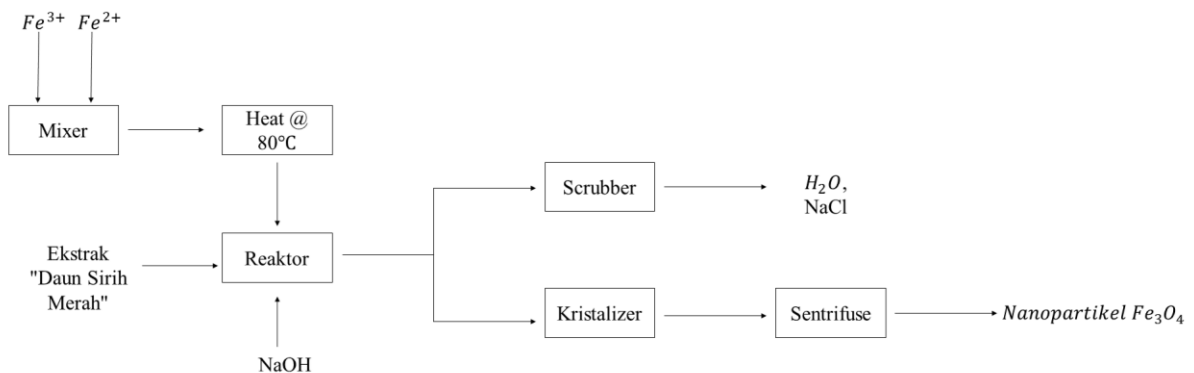 Fe³⁺ Fe²⁺
Mixer
Heat @
80°C
Scrubber
H₂O,
NaCl
Ekstrak
"Daun Sirih
Merah"
Reaktor
Kristalizer
Sentrifuse
Nanopartikel Fe₃O₄
NaOH